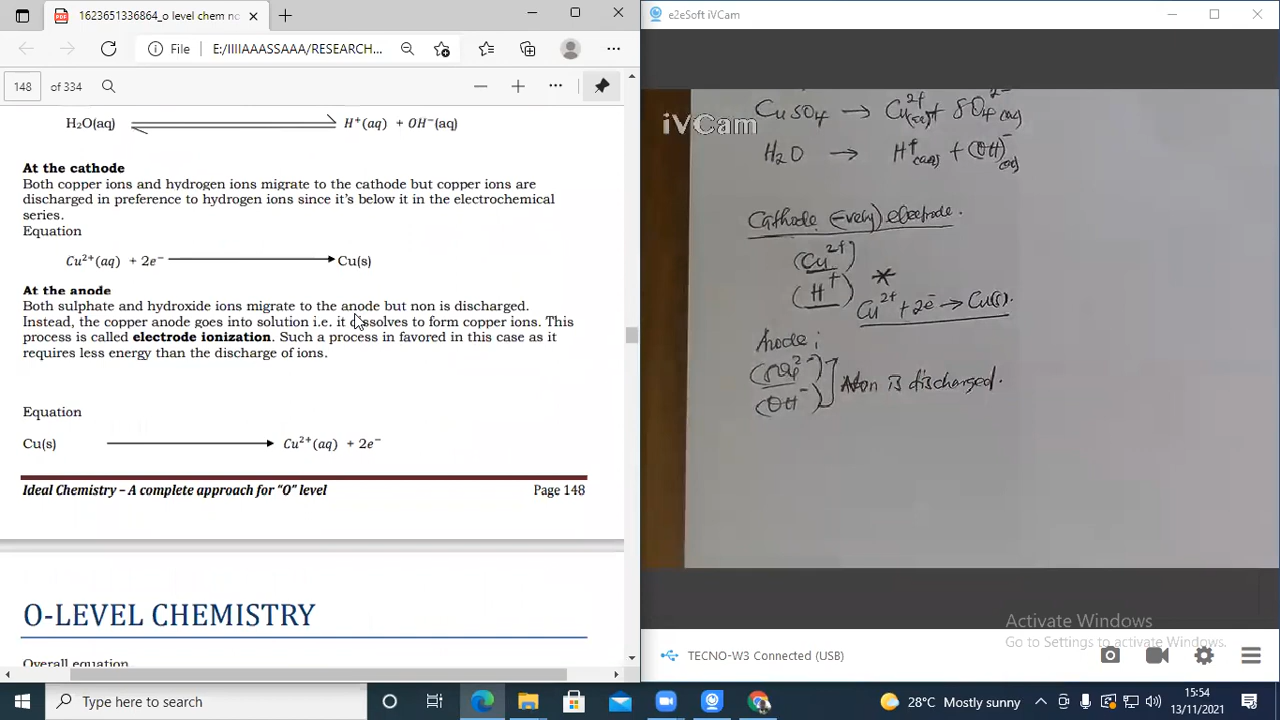 1623651336864_o level chem no
File
E:/IIIIAAASSAAA/RESEARCH...
148 of 334
H₂O(aq) H⁺(aq) + OH⁻(aq)
At the cathode
Both copper ions and hydrogen ions migrate to the cathode but copper ions are
discharged in preference to hydrogen ions since it's below it in the electrochemical
series.
Equation
Cu²⁺(aq) + 2e⁻ Cu(s)
At the anode
Both sulphate and hydroxide ions migrate to the anode but non is discharged.
Instead, the copper anode goes into solution i.e. it dissolves to form copper ions. This
process is called electrode ionization. Such a process in favored in this case as it
requires less energy than the discharge of ions.
Equation
Cu(s) Cu²⁺(aq) + 2e⁻
Ideal Chemistry – A complete approach for "O" level Page 148
O-LEVEL CHEMISTRY
Overall equation
e2eSoft iVCam
iVCam
CuSO₄ → Cu²⁺(aq) + SO₄²⁻(aq)
H₂O → H⁺(aq) + OH⁻(aq)
Cathode (-vely) electrode.
(Cu²⁺)
(H⁺) *
Cu²⁺ + 2e⁻ → Cu(s).
Anode ;
(SO₄²⁻)
(OH⁻) is discharged.
Activate Windows
Go to Settings to activate Windows.
TECNO-W3 Connected (USB)
Type here to search
28°C Mostly sunny
15:54
13/11/2021